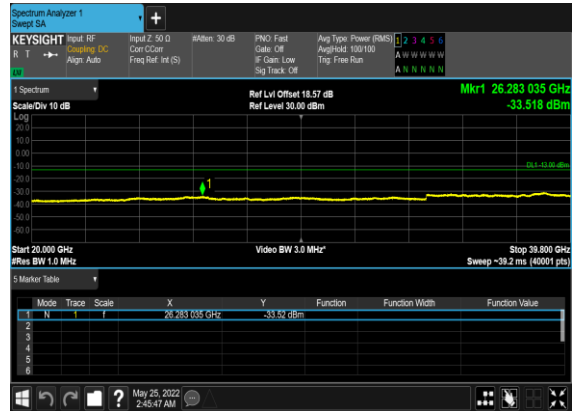 Spectrum Analyzer 1
Swept SA
KEYSIGHT Input: RF Input Z: 50 Ω #Atten: 30 dB PNO: Fast Avg Type: Power (RMS) 1 2 3 4 5 6
R T Coupling: DC Corr CCorr Gate: Off Avg|Hold: 100/100 A W W W W W
Align: Auto Freq Ref: Int (S) IF Gain: Low Trig: Free Run
LW Sig Track: Off A N N N N N
1 Spectrum Ref Lvl Offset 18.57 dB Mkr1 26.283 035 GHz
Scale/Div 10 dB Ref Level 30.00 dBm -33.518 dBm
Log
20.0
10.0
0.00
-10.0 DL1 -13.00 dBm
-20.0
-30.0 1
-40.0
-50.0
-60.0
Start 20.000 GHz Video BW 3.0 MHz* Stop 39.800 GHz
#Res BW 1.0 MHz Sweep ~39.2 ms (40001 pts)
5 Marker Table
Mode Trace Scale X Y Function Function Width Function Value
1 N 1 f 26.283 035 GHz -33.52 dBm
2
3
4
5
6
? May 25, 2022
2:45:47 AM